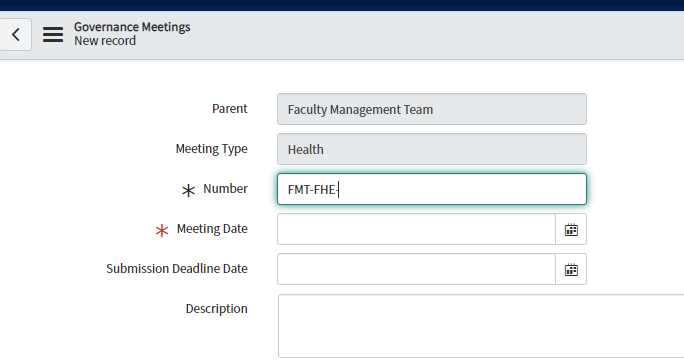 Governance Meetings
New record
Parent
Faculty Management Team
Meeting Type
Health
Number
FMT-FHE-
Meeting Date
Submission Deadline Date
Description